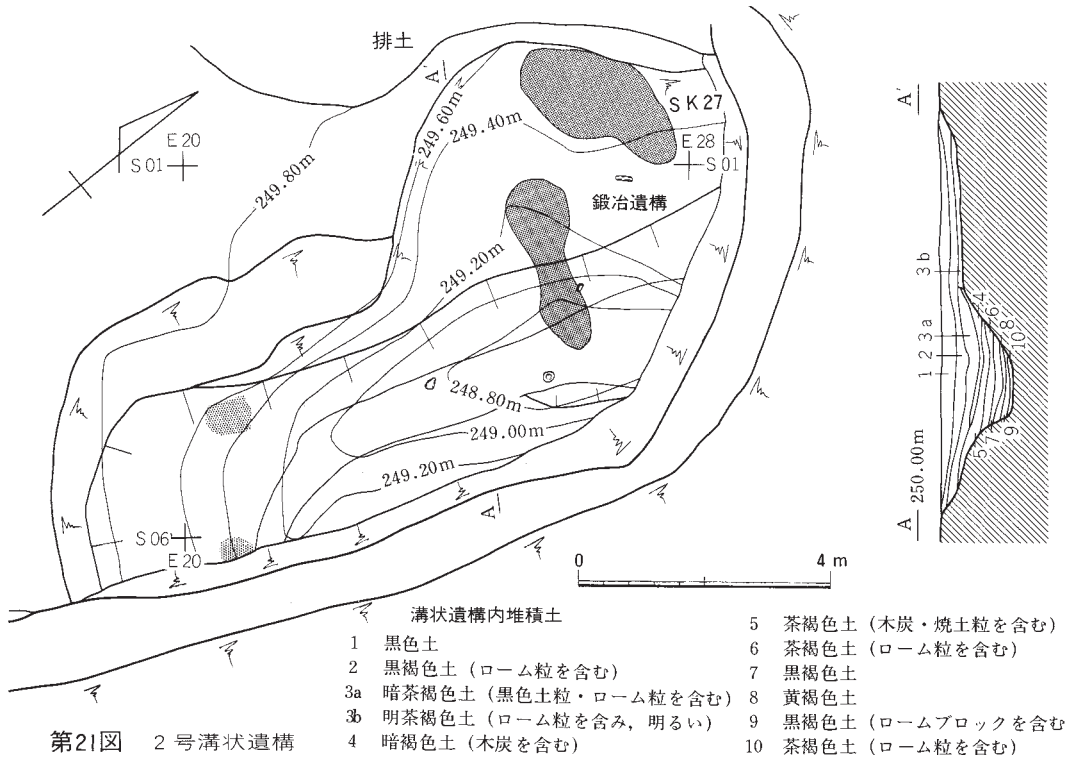 排土
A'
SK27
249.60m
249.40m
E20
S01
249.80m
E28
S01
鍛冶遺構
249.20m
248.80m
249.00m
249.20m
S06
E20
A
0 4m
A'
3b
3a
2
1
4
6
8
10
5
7
9
A 250.00m
溝状遺構内堆積土
1 黒色土
2 黒褐色土(ローム粒を含む)
3a 暗茶褐色土(黒色土粒・ローム粒を含む)
3b 明茶褐色土(ローム粒を含み,明るい)
4 暗褐色土(木炭を含む)
5 茶褐色土(木炭・焼土粒を含む)
6 茶褐色土(ローム粒を含む)
7 黒褐色土
8 黄褐色土
9 黒褐色土(ロームブロックを含む
10 茶褐色土(ローム粒を含む)
第21図 2号溝状遺構